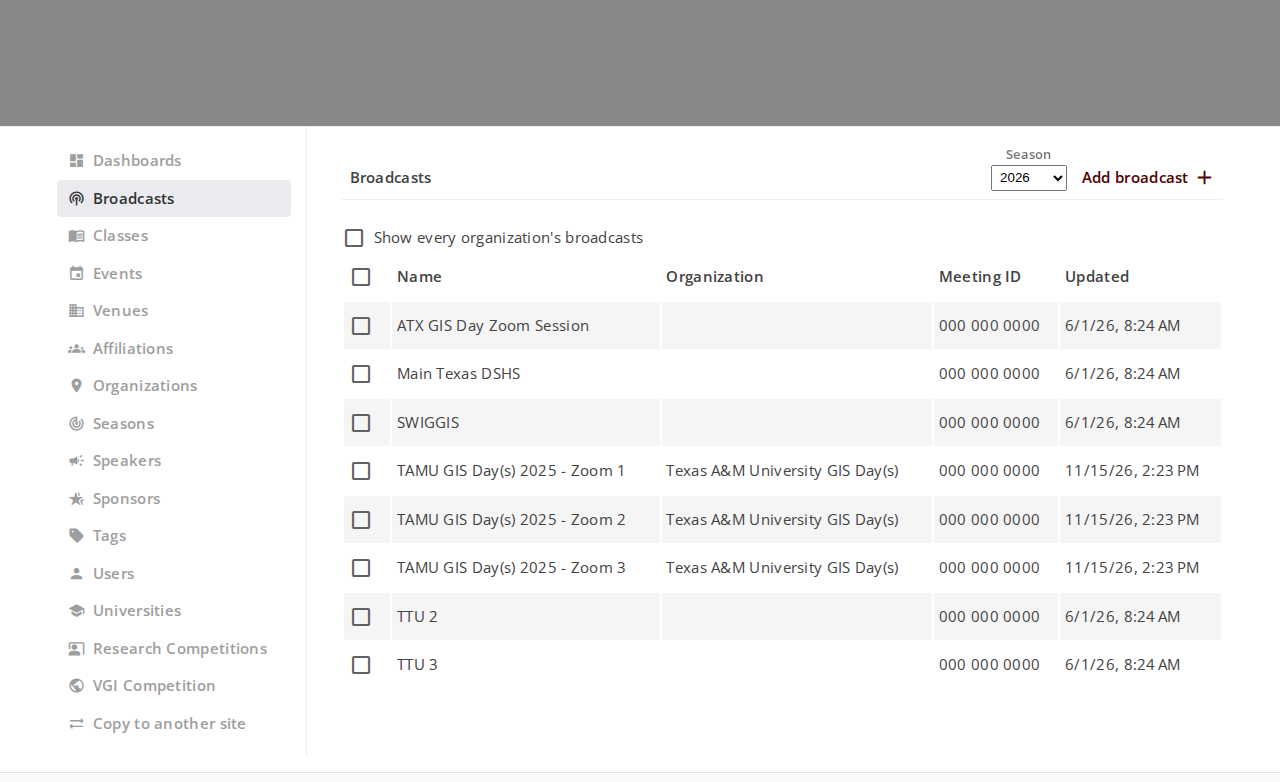 Dashboards
Broadcasts
Classes
Events
Venues
Affiliations
Organizations
Seasons
Speakers
Sponsors
Tags
Users
Universities
Research Competitions
VGI Competition
Copy to another site
Broadcasts
Season
2026
Add broadcast
Show every organization's broadcasts
Name Organization Meeting ID Updated
ATX GIS Day Zoom Session 000 000 0000 6/1/26, 8:24 AM
Main Texas DSHS 000 000 0000 6/1/26, 8:24 AM
SWIGGIS 000 000 0000 6/1/26, 8:24 AM
TAMU GIS Day(s) 2025 - Zoom 1 Texas A&M University GIS Day(s) 000 000 0000 11/15/26, 2:23 PM
TAMU GIS Day(s) 2025 - Zoom 2 Texas A&M University GIS Day(s) 000 000 0000 11/15/26, 2:23 PM
TAMU GIS Day(s) 2025 - Zoom 3 Texas A&M University GIS Day(s) 000 000 0000 11/15/26, 2:23 PM
TTU 2 000 000 0000 6/1/26, 8:24 AM
TTU 3 000 000 0000 6/1/26, 8:24 AM